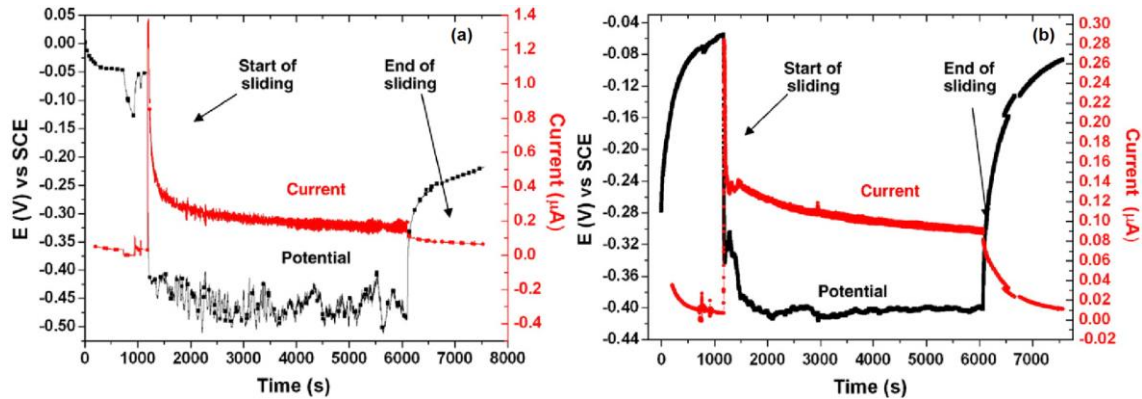 (a)
0.05
0.00
-0.05
-0.10
-0.15
-0.20
-0.25
-0.30
-0.35
-0.40
-0.45
-0.50
E (V) vs SCE
Start of
sliding
End of
sliding
Current
Potential
1.4
1.2
1.0
0.8
0.6
0.4
0.2
0.0
-0.2
-0.4
Current (μA)
0 1000 2000 3000 4000 5000 6000 7000 8000
Time (s)
(b)
-0.04
-0.08
-0.12
-0.16
-0.20
-0.24
-0.28
-0.32
-0.36
-0.40
-0.44
E (V) vs SCE
Start of
sliding
End of
sliding
Current
Potential
0.30
0.28
0.26
0.24
0.22
0.20
0.18
0.16
0.14
0.12
0.10
0.08
0.06
0.04
0.02
0.00
-0.02
Current (μA)
0 1000 2000 3000 4000 5000 6000 7000
Time (s)